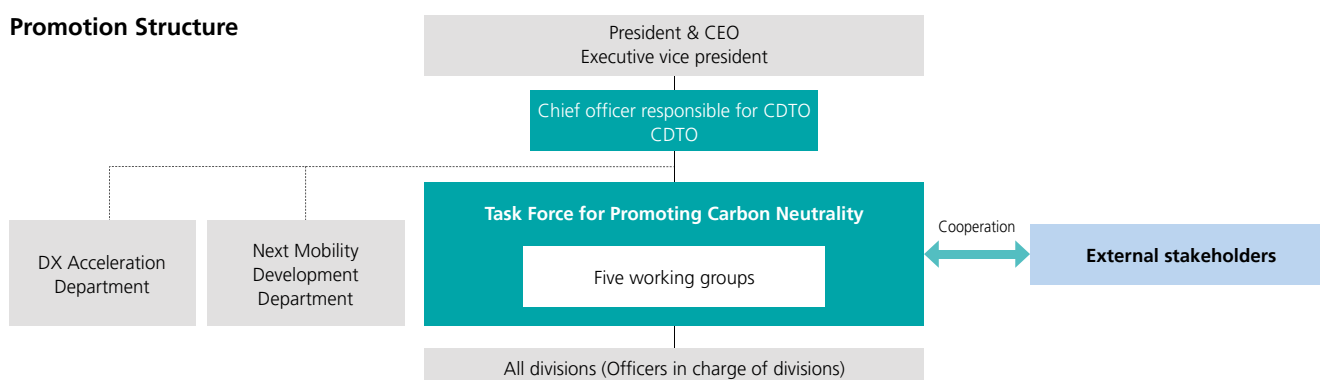 Promotion Structure
President & CEO
Executive vice president
Chief officer responsible for CDTO
CDTO
DX Acceleration
Department
Next Mobility
Development
Department
Task Force for Promoting Carbon Neutrality
Five working groups
Cooperation
External stakeholders
All divisions (Officers in charge of divisions)